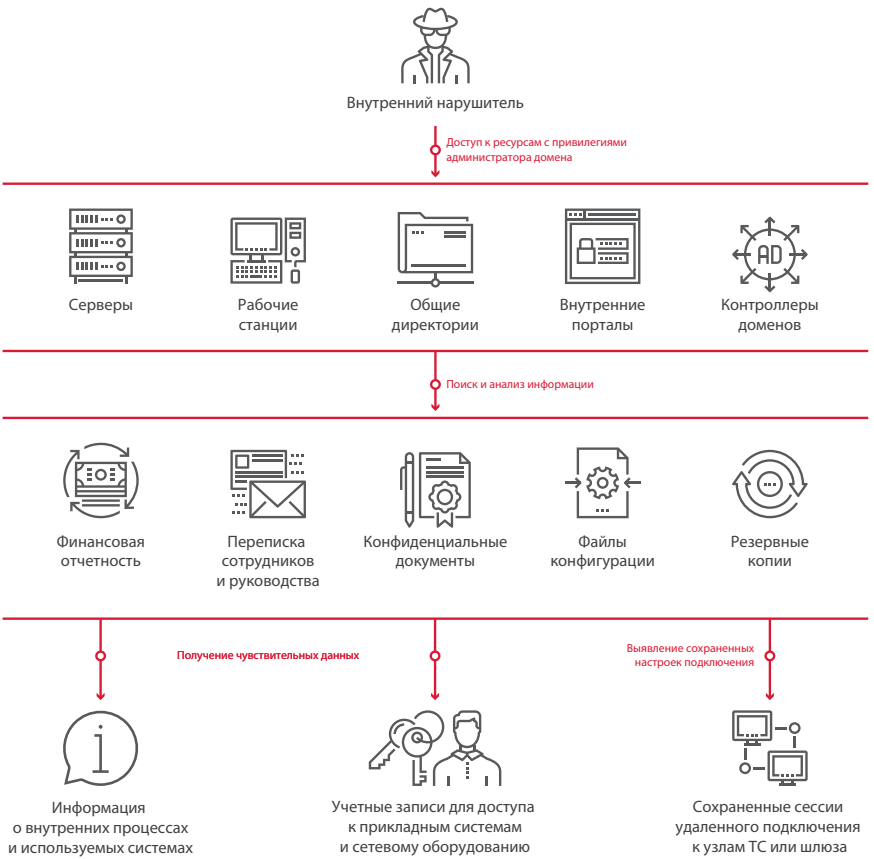 Внутренний нарушитель
Доступ к ресурсам с привилегиями
администратора домена
Серверы
Рабочие
станции
Общие
директории
Внутренние
порталы
AD
Контроллеры
доменов
Поиск и анализ информации
Финансовая
отчетность
Переписка
сотрудников
и руководства
Конфиденциальные
документы
Файлы
конфигурации
Резервные
копии
Получение чувствительных данных
Выявление сохраненных
настроек подключения
i
Информация
о внутренних процессах
и используемых системах
Учетные записи для доступа
к прикладным системам
и сетевому оборудованию
Сохраненные сессии
удаленного подключения
к узлам ТС или шлюза